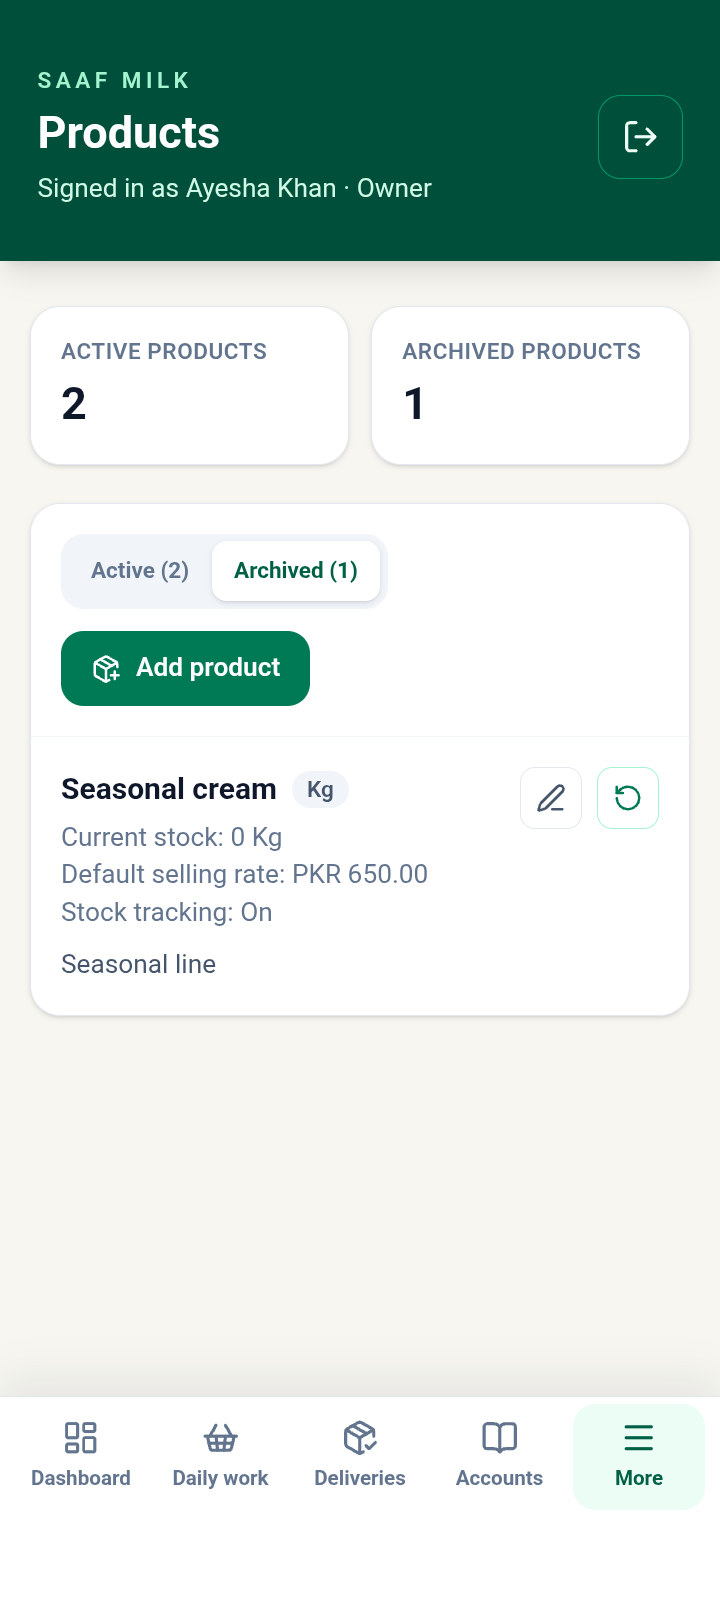 SAAF MILK
Products
Signed in as Ayesha Khan · Owner
ACTIVE PRODUCTS
2
ARCHIVED PRODUCTS
1
Active (2)
Archived (1)
Add product
Seasonal cream
Kg
Current stock: 0 Kg
Default selling rate: PKR 650.00
Stock tracking: On
Seasonal line
Dashboard
Daily work
Deliveries
Accounts
More